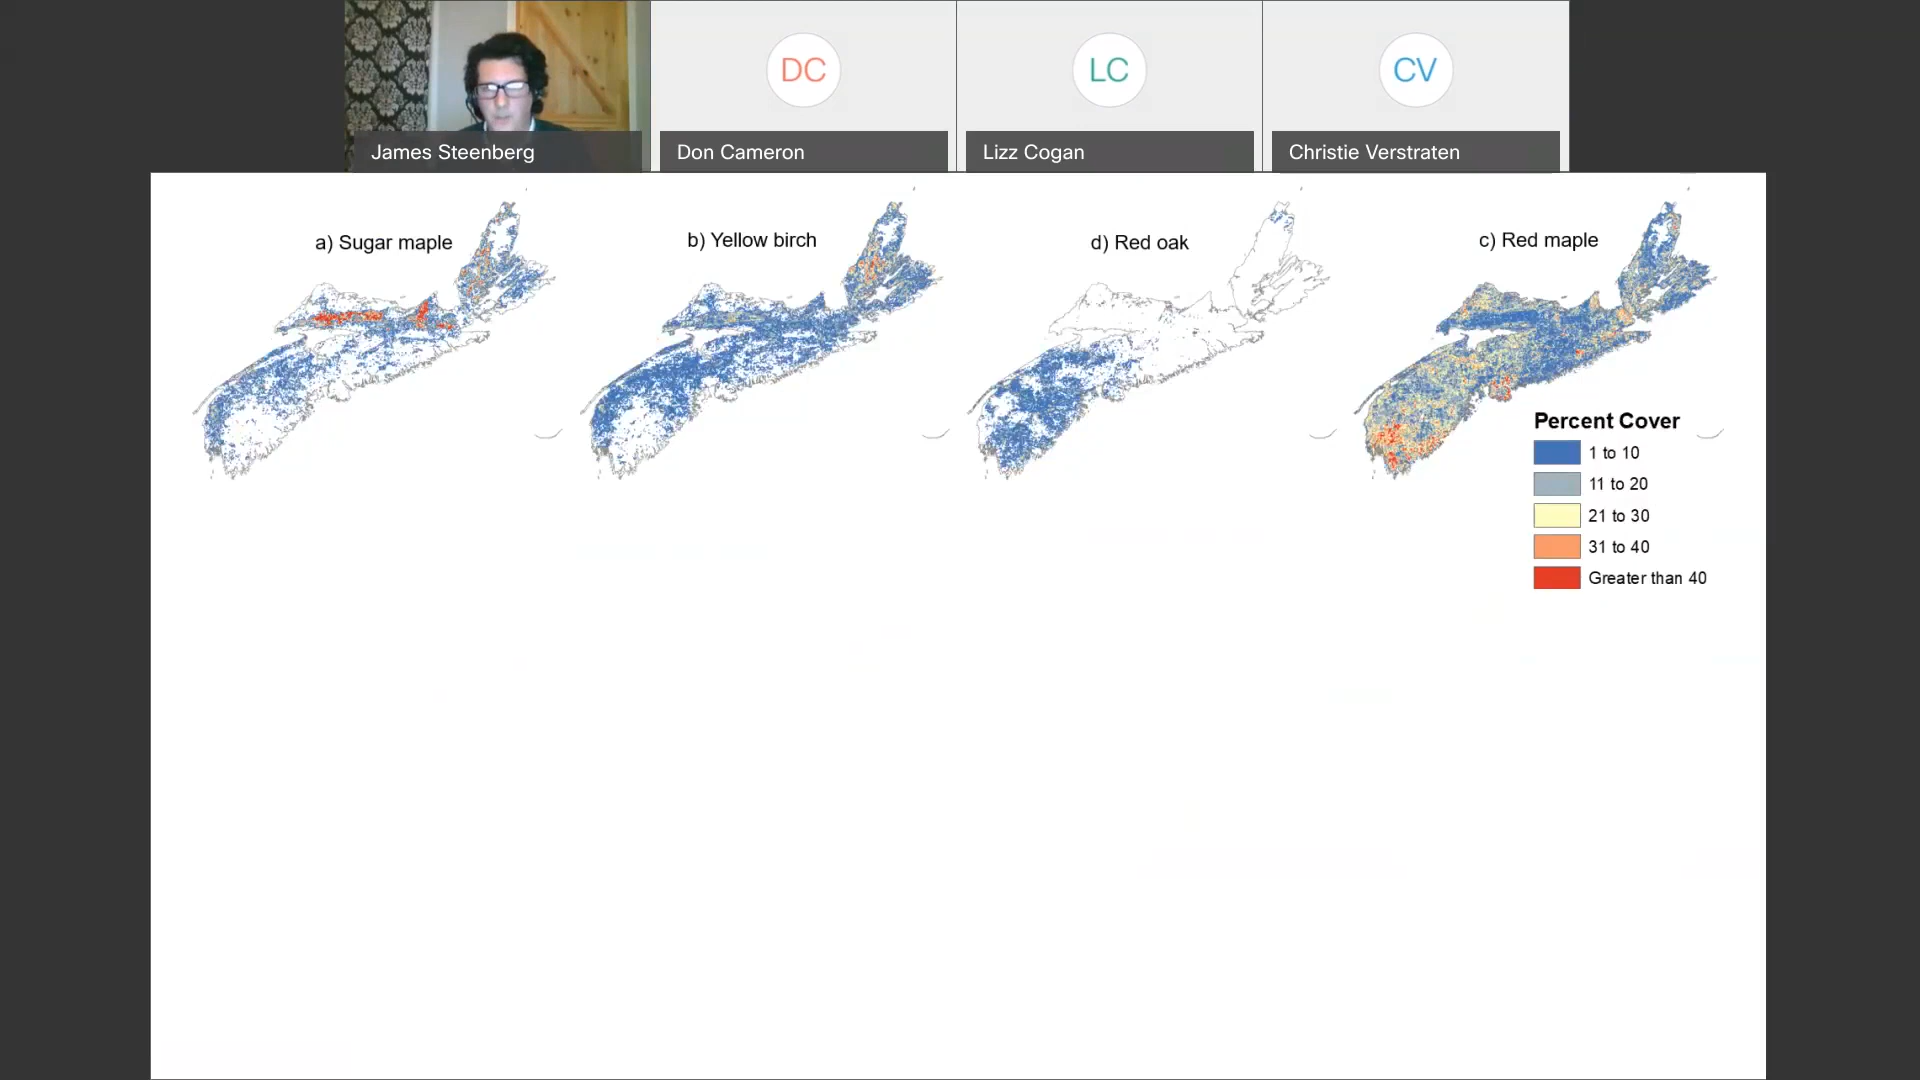 DC
LC
CV
James Steenberg
Don Cameron
Lizz Cogan
Christie Verstraten
a) Sugar maple
b) Yellow birch
d) Red oak
c) Red maple
Percent Cover
1 to 10
11 to 20
21 to 30
31 to 40
Greater than 40